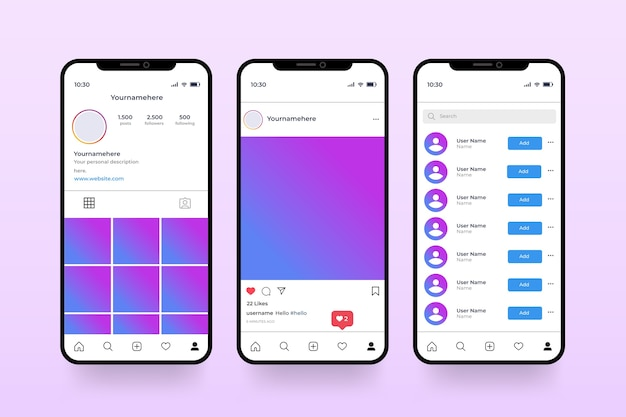 10:30
Yournamehere
1.500 2.500 500
posts followers following
Yournamehere
Your personal description
here.
www.website.com
10:30
Yournamehere
22 Likes
username Hello #hello
2
10:30
Search
User Name
Name
Add
User Name
Name
Add
User Name
Name
Add
User Name
Name
Add
User Name
Name
Add
User Name
Name
Add
User Name
Name
Add